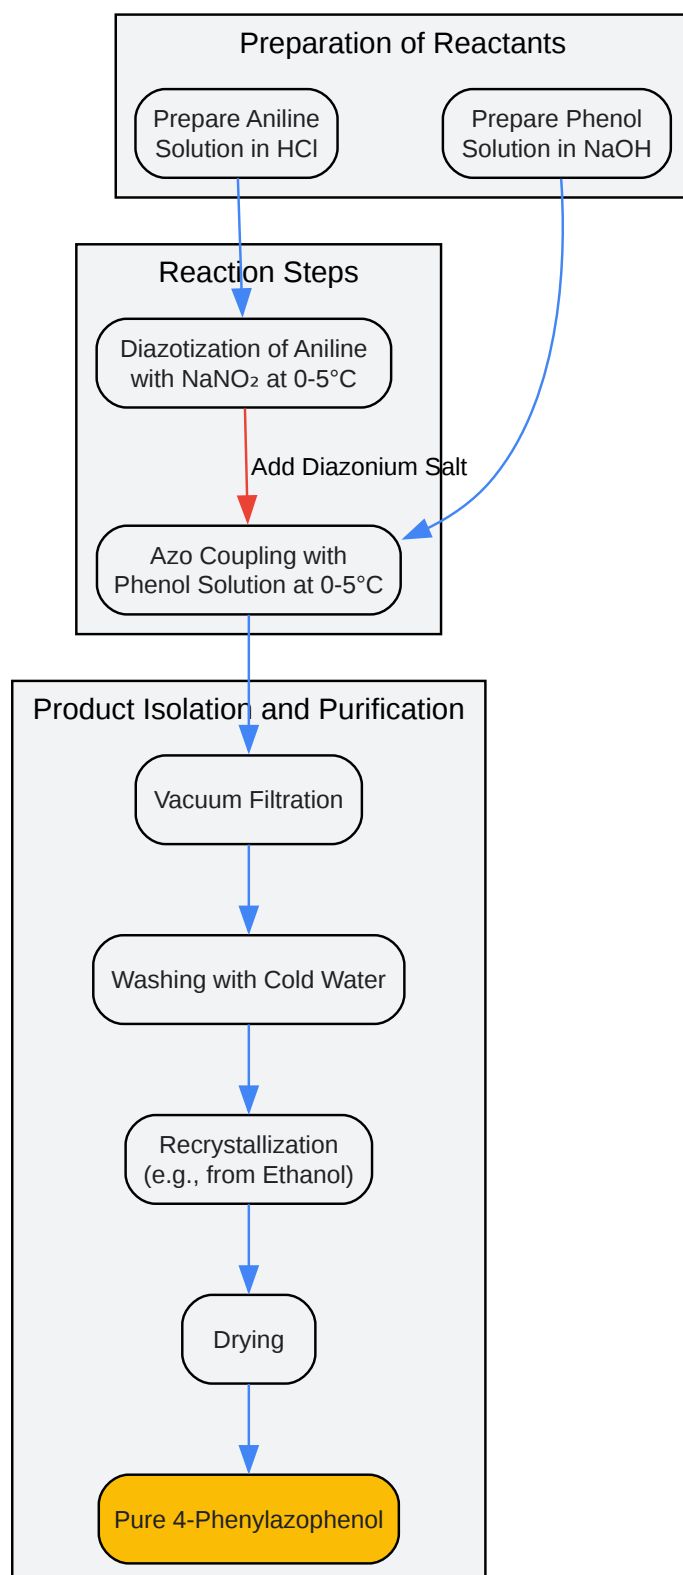 Preparation of Reactants
Prepare Aniline
Solution in HCl
Prepare Phenol
Solution in NaOH
Reaction Steps
Diazotization of Aniline
with NaNO₂ at 0-5°C
Add Diazonium Salt
Azo Coupling with
Phenol Solution at 0-5°C
Product Isolation and Purification
Vacuum Filtration
Washing with Cold Water
Recrystallization
(e.g., from Ethanol)
Drying
Pure 4-Phenylazophenol